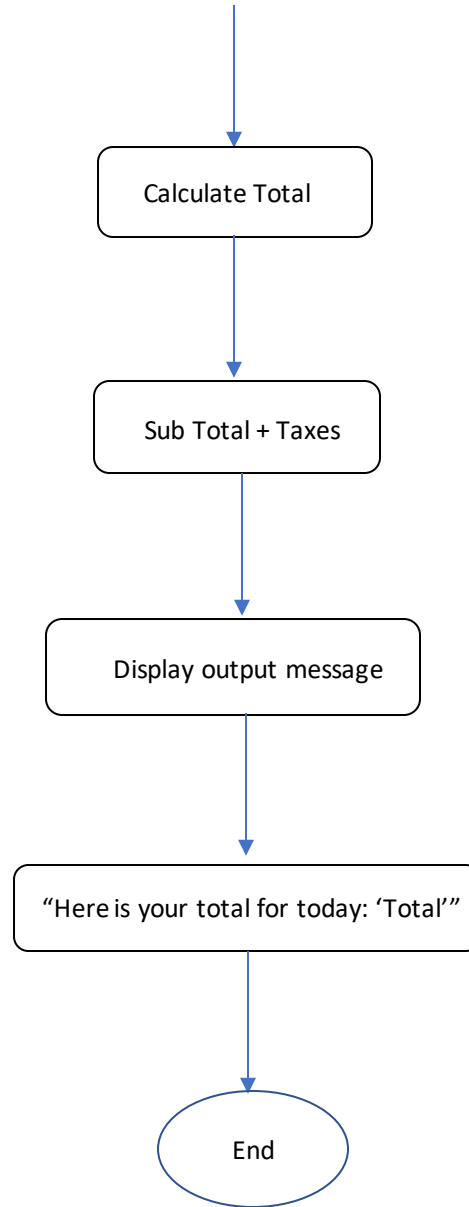 Calculate Total
Sub Total + Taxes
Display output message
“Here is your total for today: ‘Total’”
End